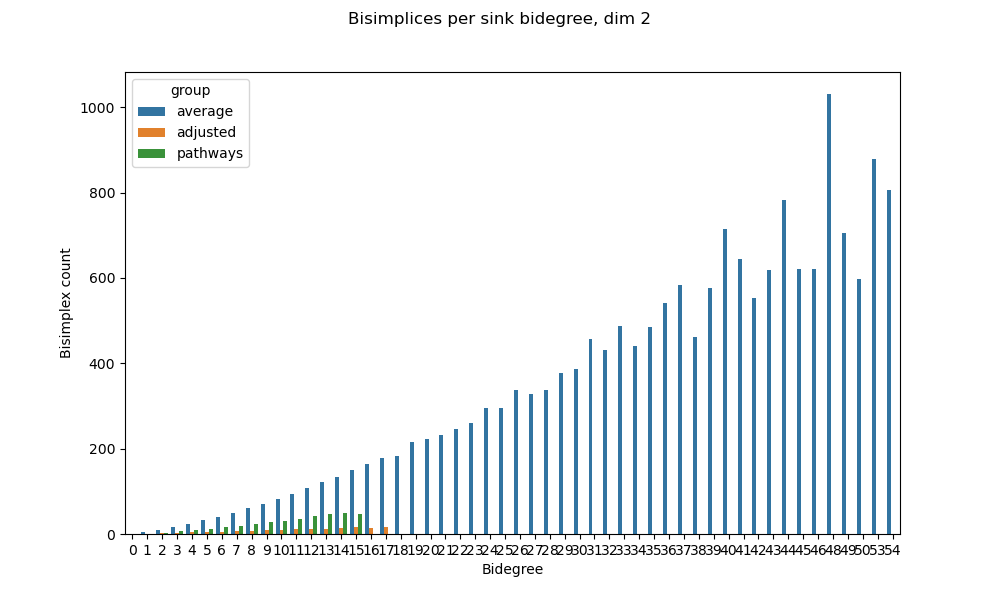 Bisimplices per sink bidegree, dim 2
group
average
adjusted
pathways
1000
800
600
400
200
0
Bisimplex count
0 1 2 3 4 5 6 7 8 9 10 11 12 13 14 15 16 17 18 19 20 21 22 23 24 25 26 27 28 29 30 31 32 33 34 35 36 37 38 39 40 41 42 43 44 45 46 48 49 50 53 54
Bidegree